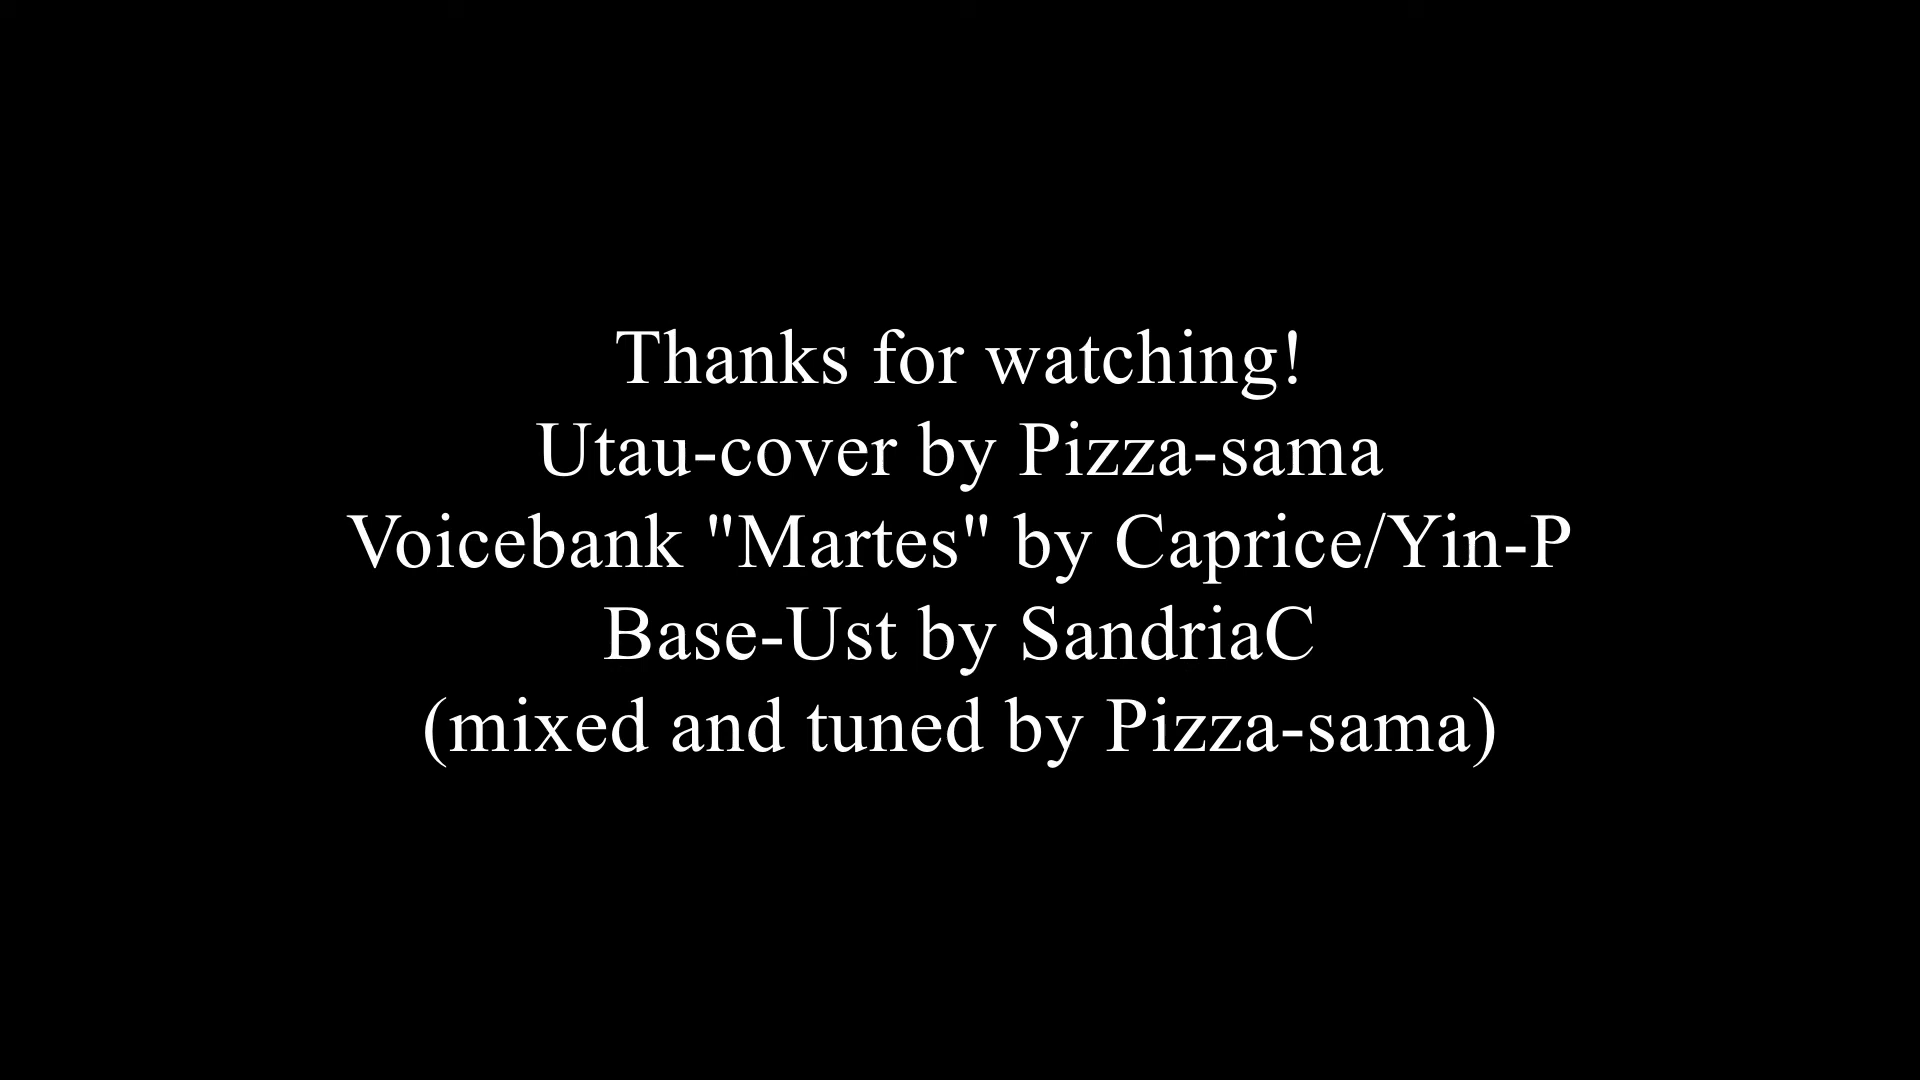 Thanks for watching!
Utau-cover by Pizza-sama
Voicebank "Martes" by Caprice/Yin-P
Base-Ust by SandriaC
(mixed and tuned by Pizza-sama)